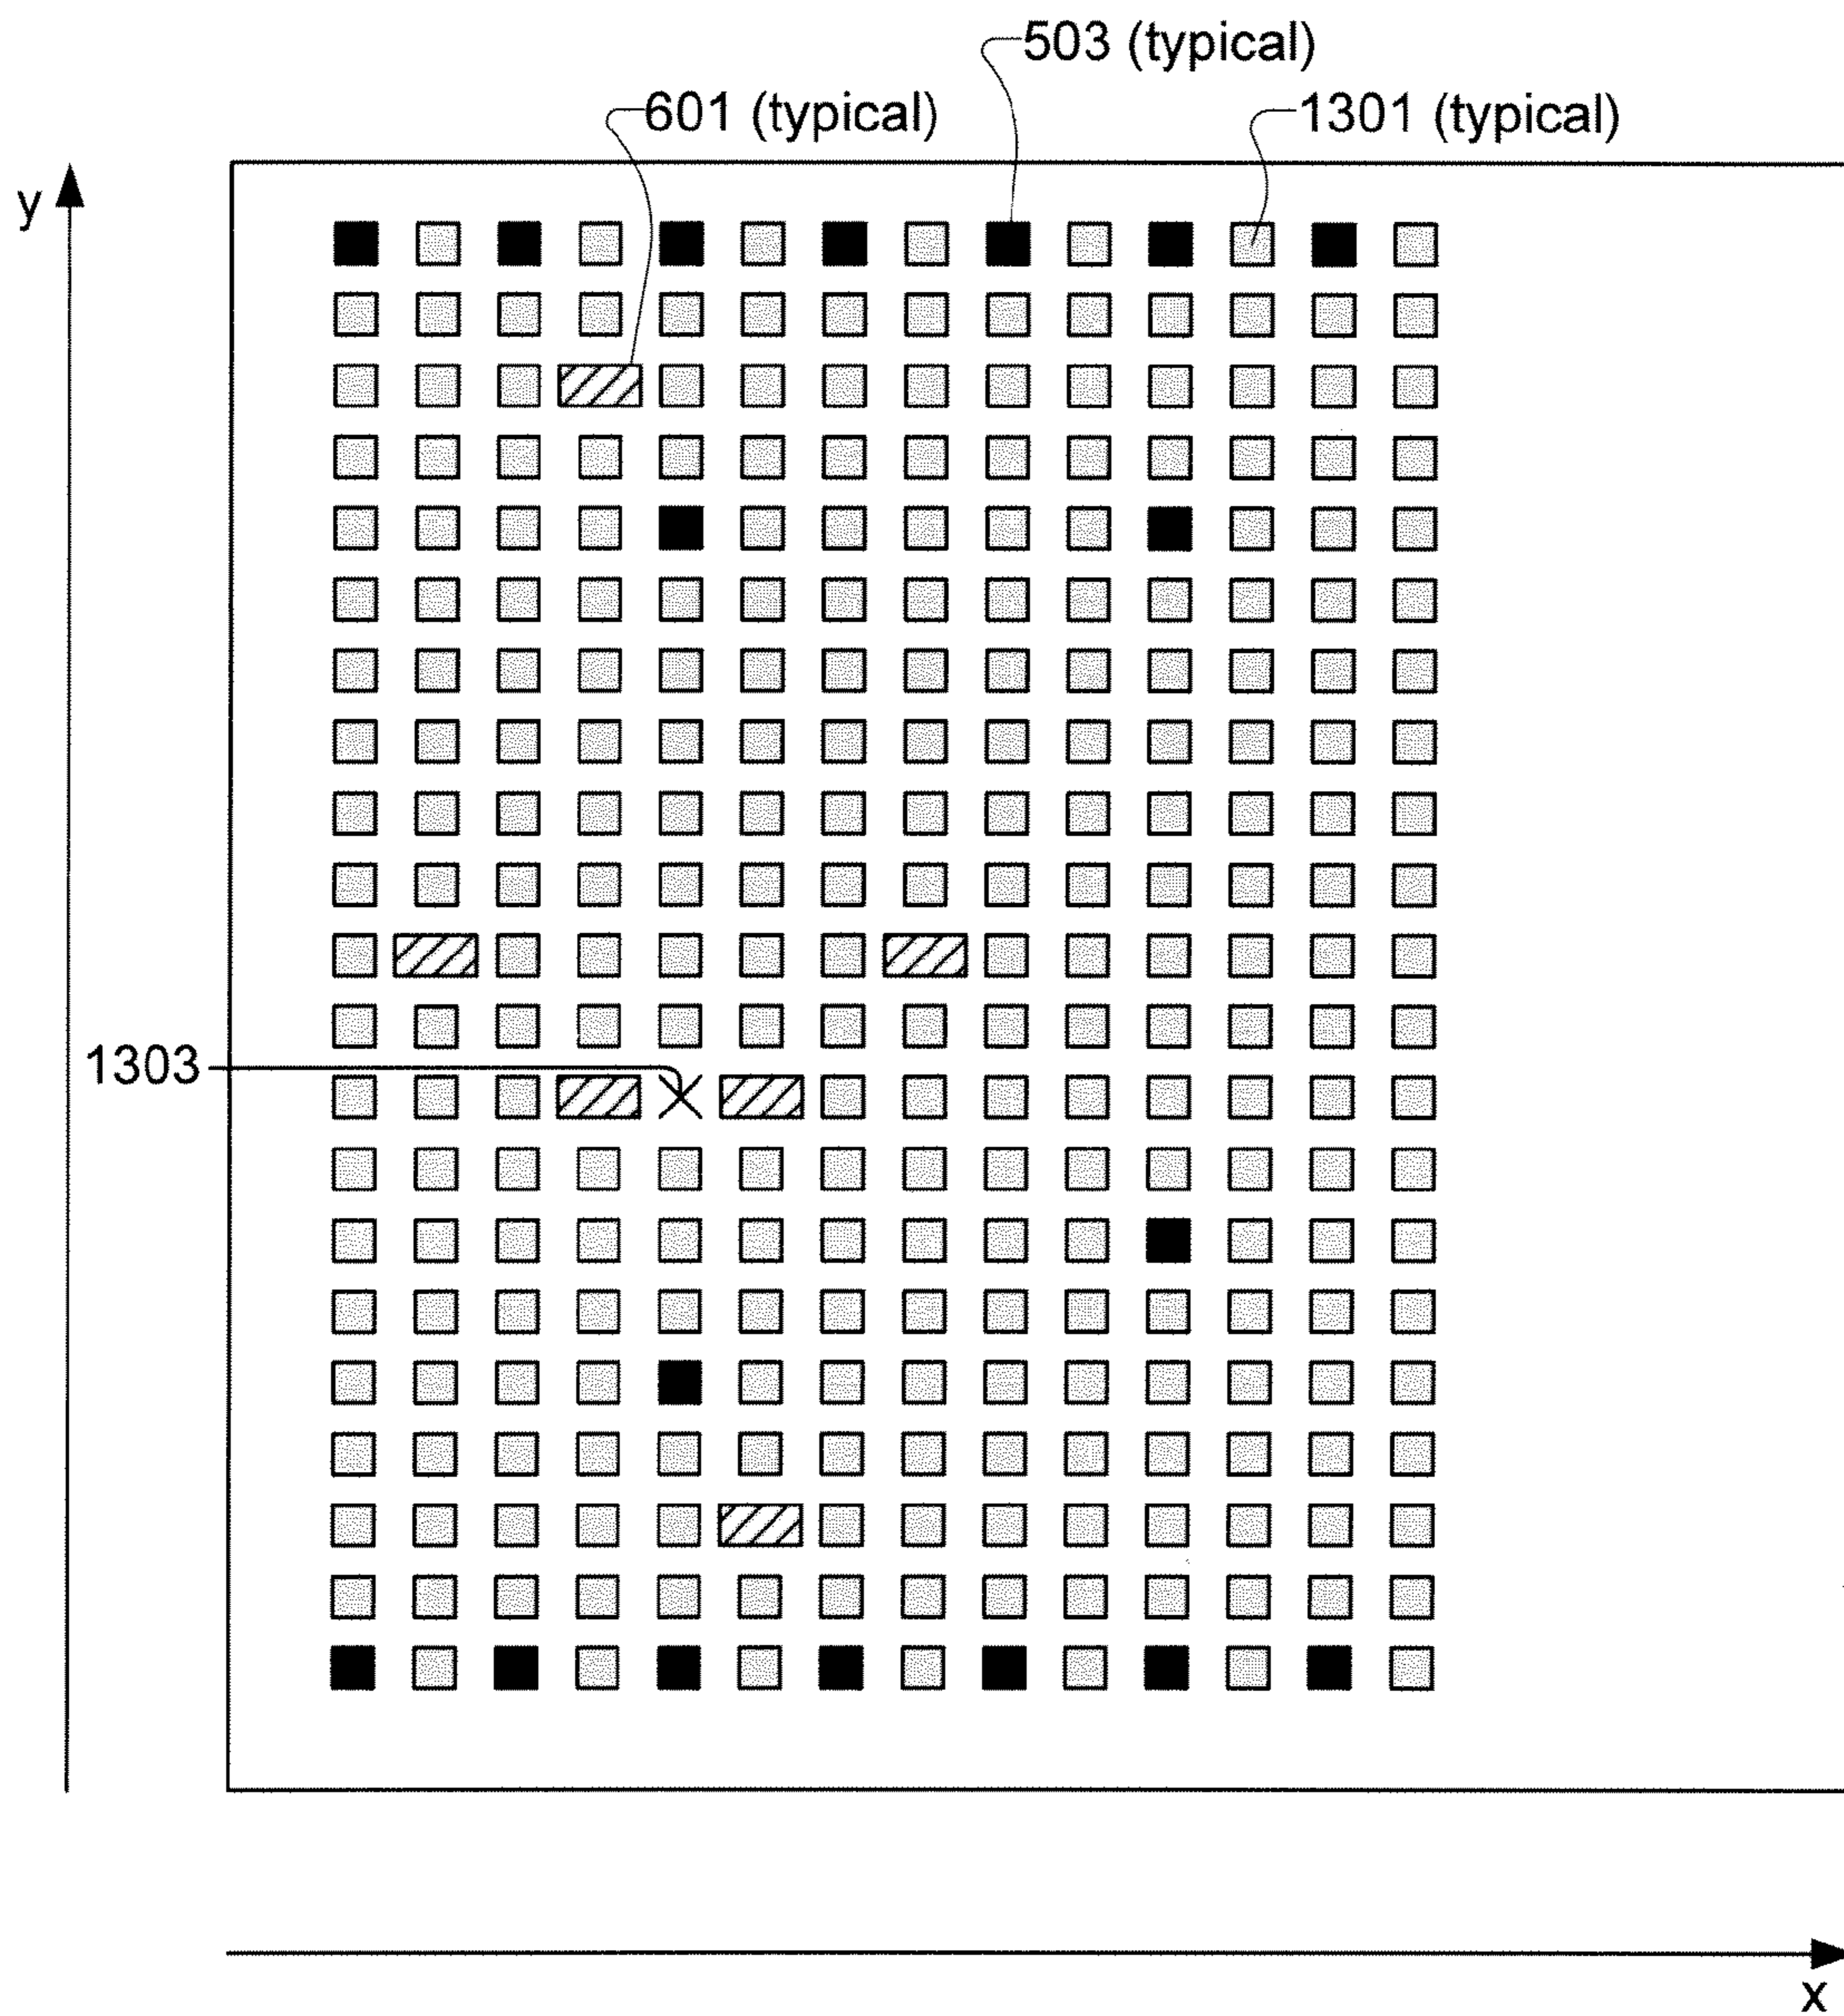 503 (typical)
601 (typical)
1301 (typical)
y
1303
x